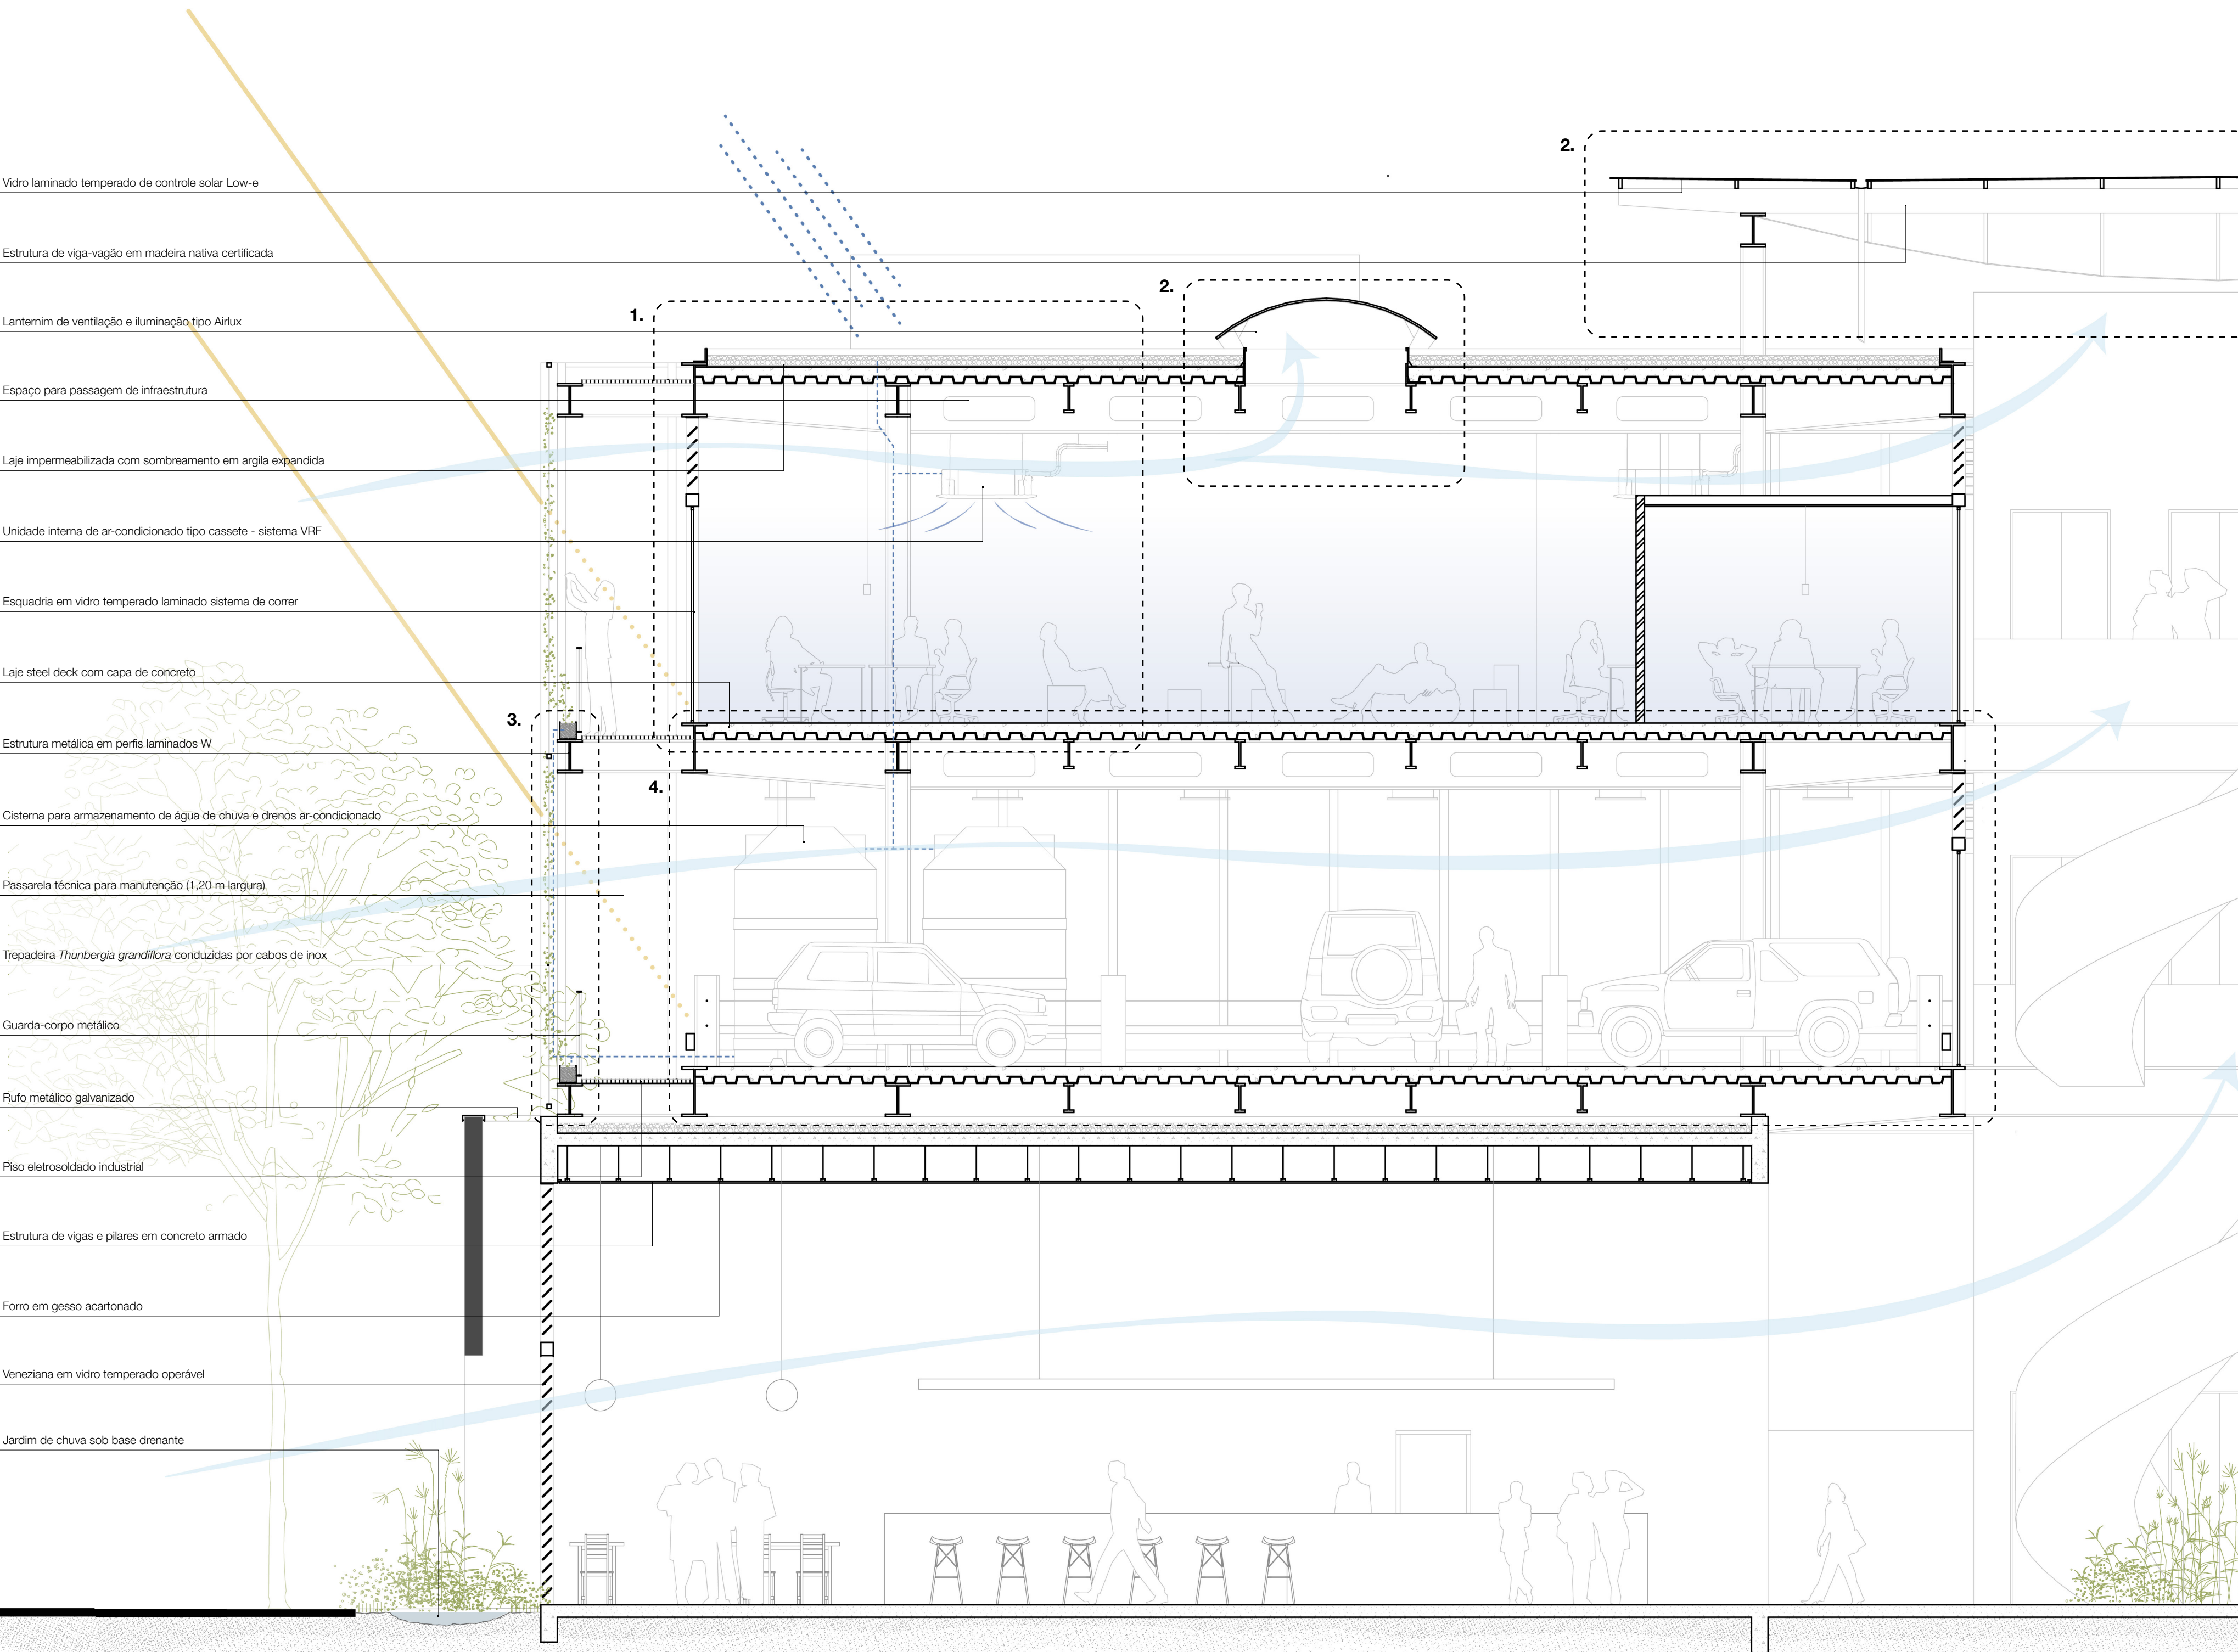 2.
Vidro laminado temperado de controle solar Low-e
Estrutura de viga-vagão em madeira nativa certificada
2.
1.
Lanternim de ventilação e iluminação tipo Airlux
Espaço para passagem de infraestrutura
Laje impermeabilizada com sombreamento em argila expandida
Unidade interna de ar-condicionado tipo cassete - sistema VRF
Esquadria em vidro temperado laminado sistema de correr
Laje steel deck com capa de concreto
3.
Estrutura metálica em perfis laminados W
4.
Cisterna para armazenamento de água de chuva e drenos ar-condicionado
Passarela técnica para manutenção (1,20 m largura)
Trepadeira Thunbergia grandiflora conduzidas por cabos de inox
Guarda-corpo metálico
Rufo metálico galvanizado
Piso eletrosoldado industrial
Estrutura de vigas e pilares em concreto armado
Forro em gesso acartonado
Veneziana em vidro temperado operável
Jardim de chuva sob base drenante